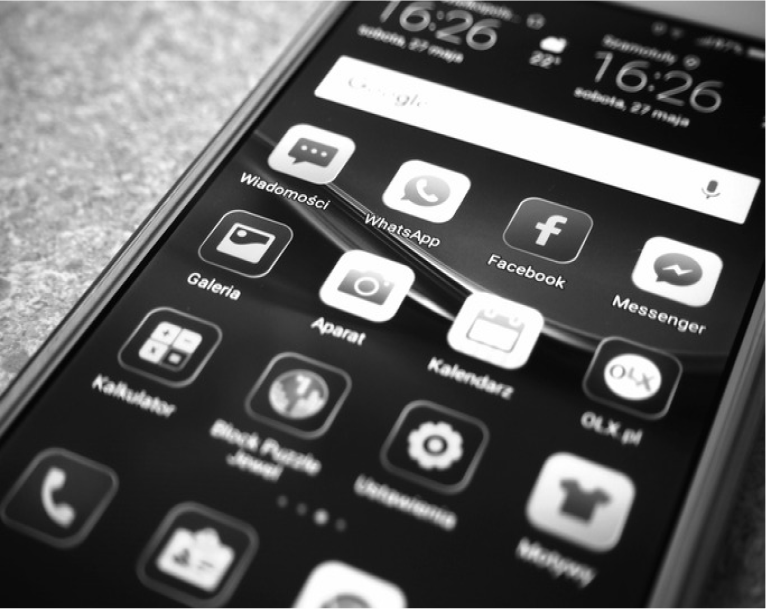 16:26
sobota, 27 maja
22°
Szamotuły
16:26
sobota, 27 maja
Google
Wiadomości
WhatsApp
Facebook
Messenger
Galeria
Aparat
Kalendarz
OLX
OLX.pl
Kalkulator
Block Puzzle
Jewel
Ustawienia
Motywy